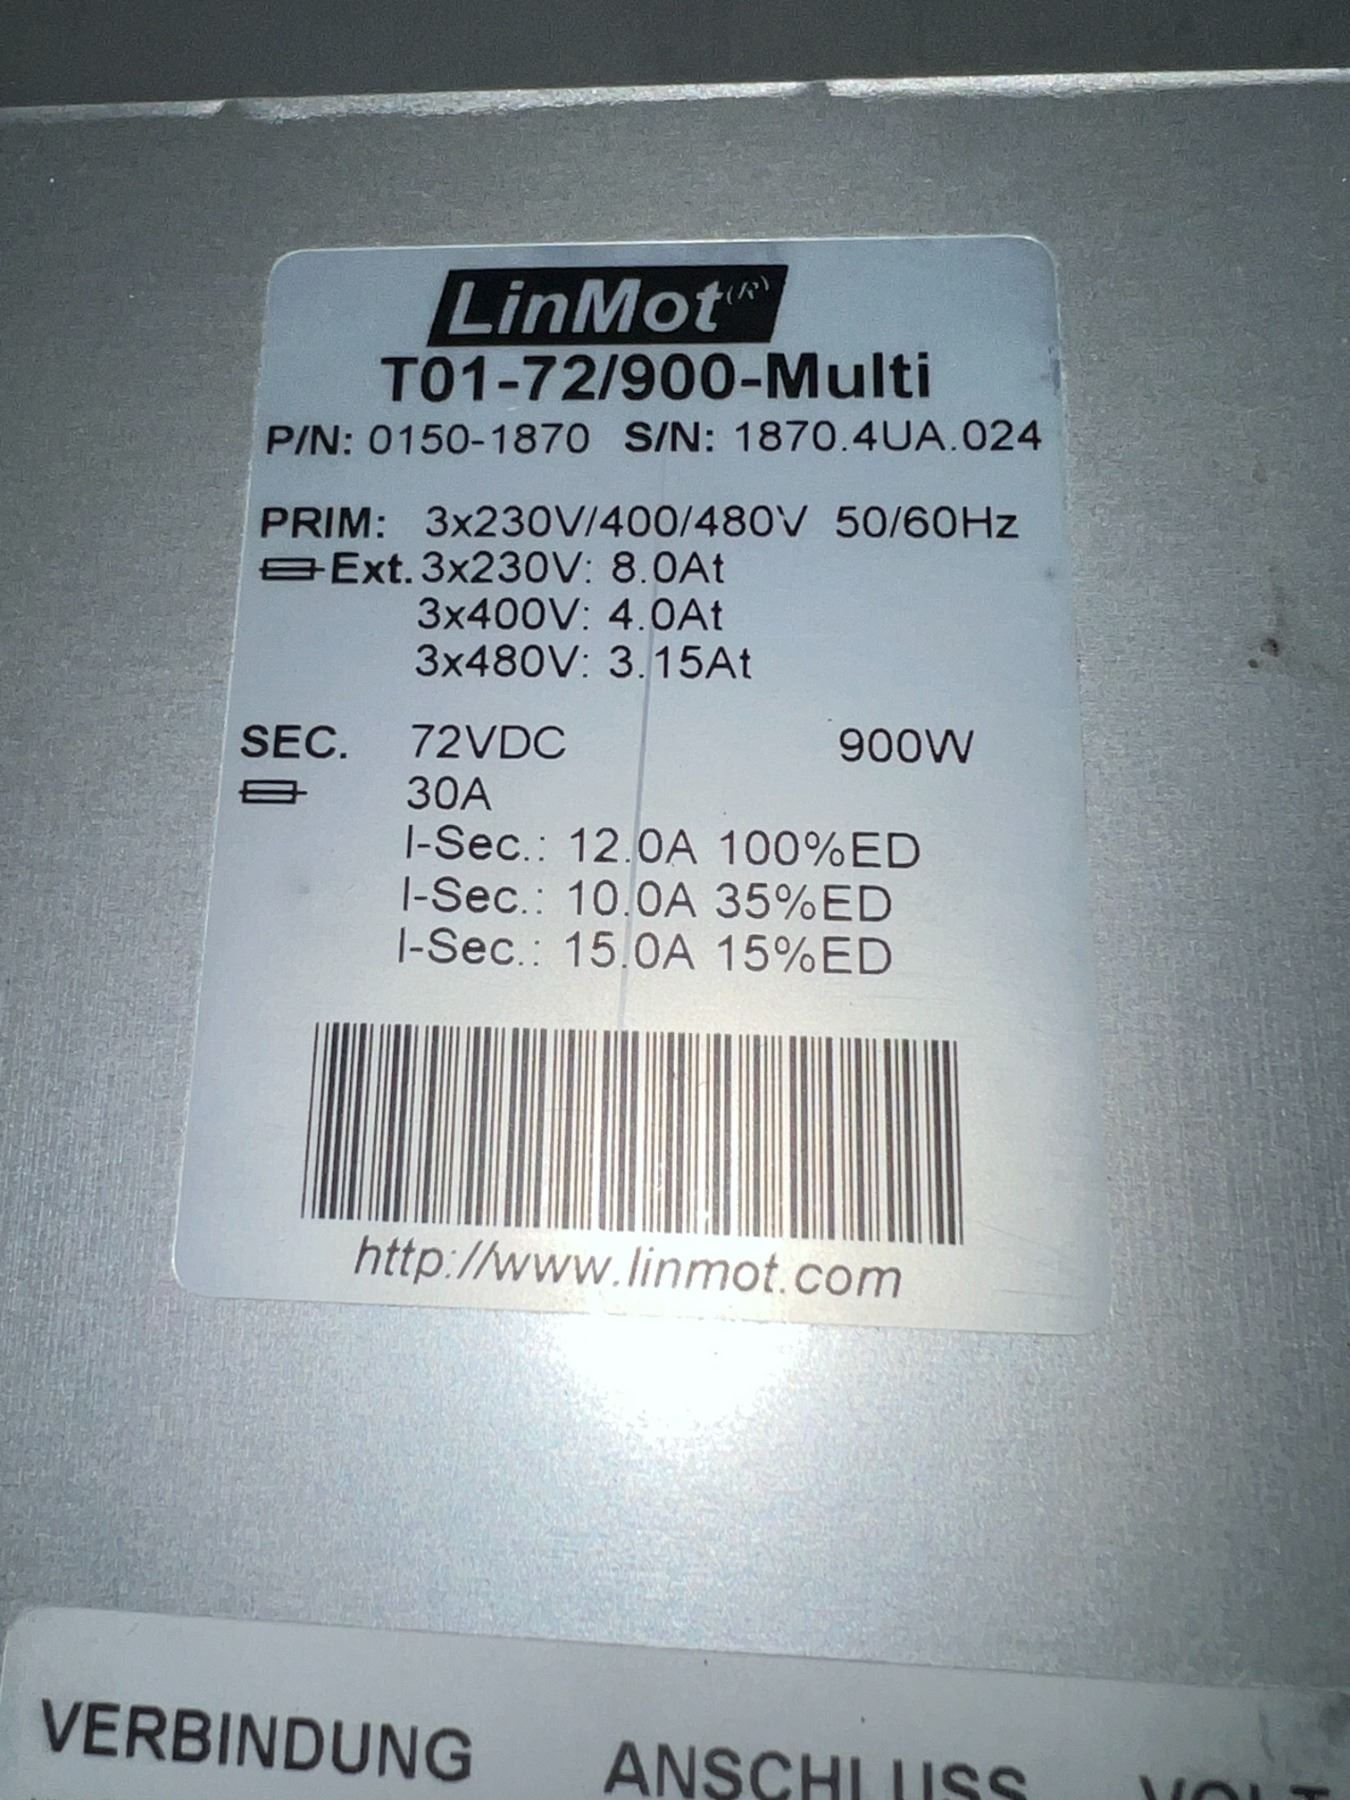 LinMot(R)
T01-72/900-Multi
P/N: 0150-1870 S/N: 1870.4UA.024
PRIM: 3x230V/400/480V 50/60Hz
Ext. 3x230V: 8.0At
3x400V: 4.0At
3x480V: 3.15At
SEC. 72VDC 900W
30A
I-Sec.: 12.0A 100%ED
I-Sec.: 10.0A 35%ED
I-Sec.: 15.0A 15%ED
http://www.linmot.com
VERBINDUNG ANSCHLUSS VOLT